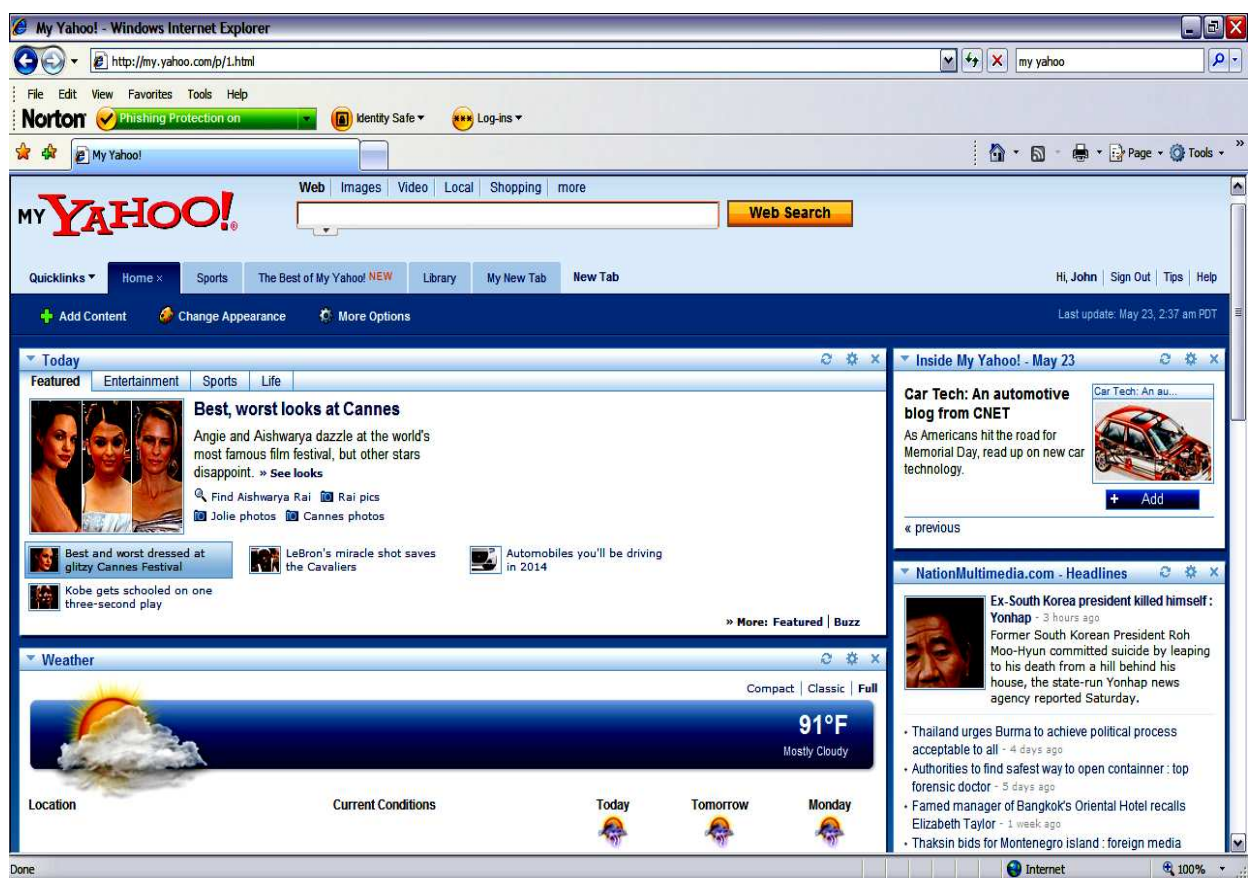 My Yahoo! - Windows Internet Explorer
http://my.yahoo.com/p/1.html
my yahoo
File Edit View Favorites Tools Help
Norton Phishing Protection on Identity Safe Log-ins
My Yahoo!
Page Tools »
MY YAHOO!®
Web | Images | Video | Local | Shopping | more
Web Search
Quicklinks Home × Sports The Best of My Yahoo! NEW Library My New Tab New Tab
Hi, John | Sign Out | Tips | Help
Add Content Change Appearance More Options
Last update: May 23, 2:37 am PDT
Today
Featured Entertainment Sports Life
Best, worst looks at Cannes
Angie and Aishwarya dazzle at the world's
most famous film festival, but other stars
disappoint. » See looks
Find Aishwarya Rai Rai pics
Jolie photos Cannes photos
Best and worst dressed at
glitzy Cannes Festival
LeBron's miracle shot saves
the Cavaliers
Automobiles you'll be driving
in 2014
Kobe gets schooled on one
three-second play
» More: Featured | Buzz
Weather
Compact | Classic | Full
91°F
Mostly Cloudy
Location Current Conditions Today Tomorrow Monday
Inside My Yahoo! - May 23
Car Tech: An automotive
blog from CNET
As Americans hit the road for
Memorial Day, read up on new car
technology.
Car Tech: An au...
+ Add
« previous
NationMultimedia.com - Headlines
Ex-South Korea president killed himself :
Yonhap - 3 hours ago
Former South Korean President Roh
Moo-Hyun committed suicide by leaping
to his death from a hill behind his
house, the state-run Yonhap news
agency reported Saturday.
• Thailand urges Burma to achieve political process
acceptable to all - 4 days ago
• Authorities to find safest way to open containner : top
forensic doctor - 5 days ago
• Famed manager of Bangkok's Oriental Hotel recalls
Elizabeth Taylor - 1 week ago
• Thaksin bids for Montenegro island : foreign media
Done
Internet
100%